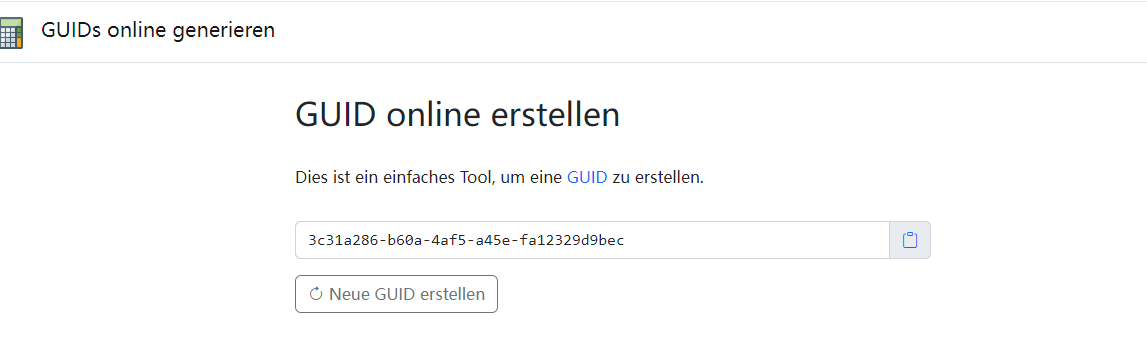 GUIDs online generieren
GUID online erstellen
Dies ist ein einfaches Tool, um eine GUID zu erstellen.
3c31a286-b60a-4af5-a45e-fa12329d9bec
Neue GUID erstellen